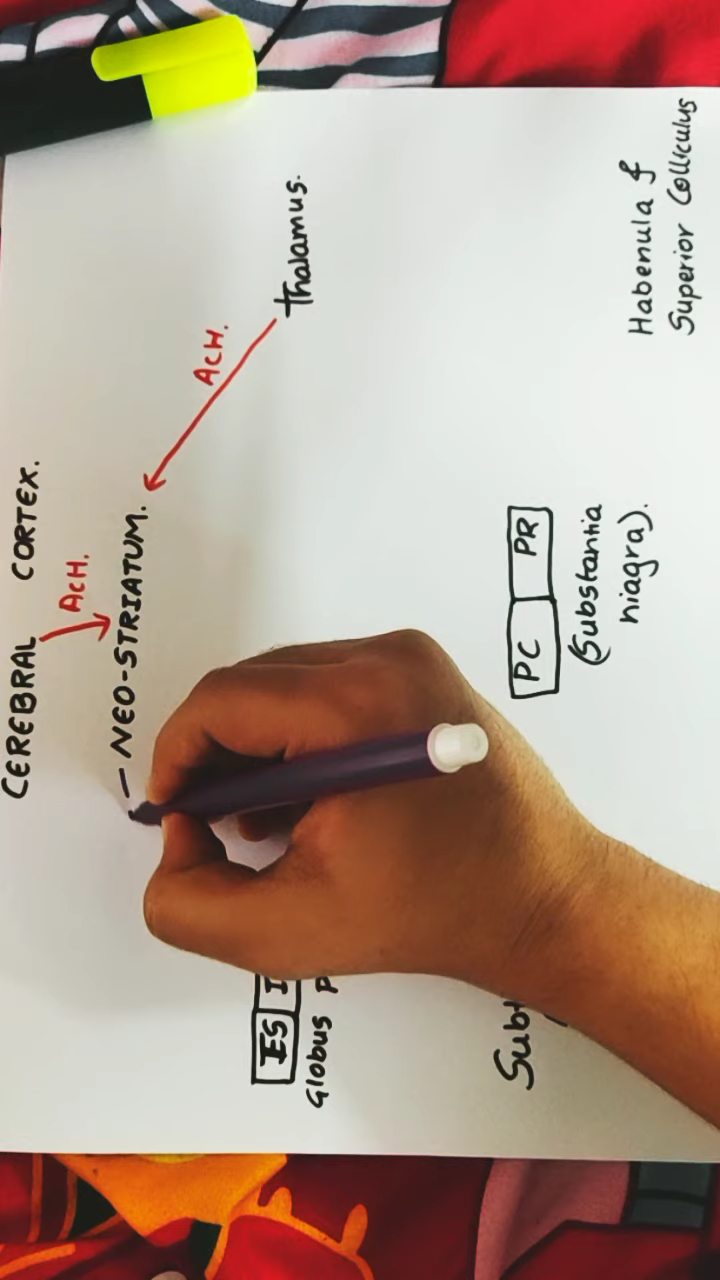 CEREBRAL CORTEX.
AcH.
NEO-STRIATUM.
AcH.
Thalamus.
ES
Globus
PC PR
(Substantia
niagra).
Habenula &
Superior Colliculus